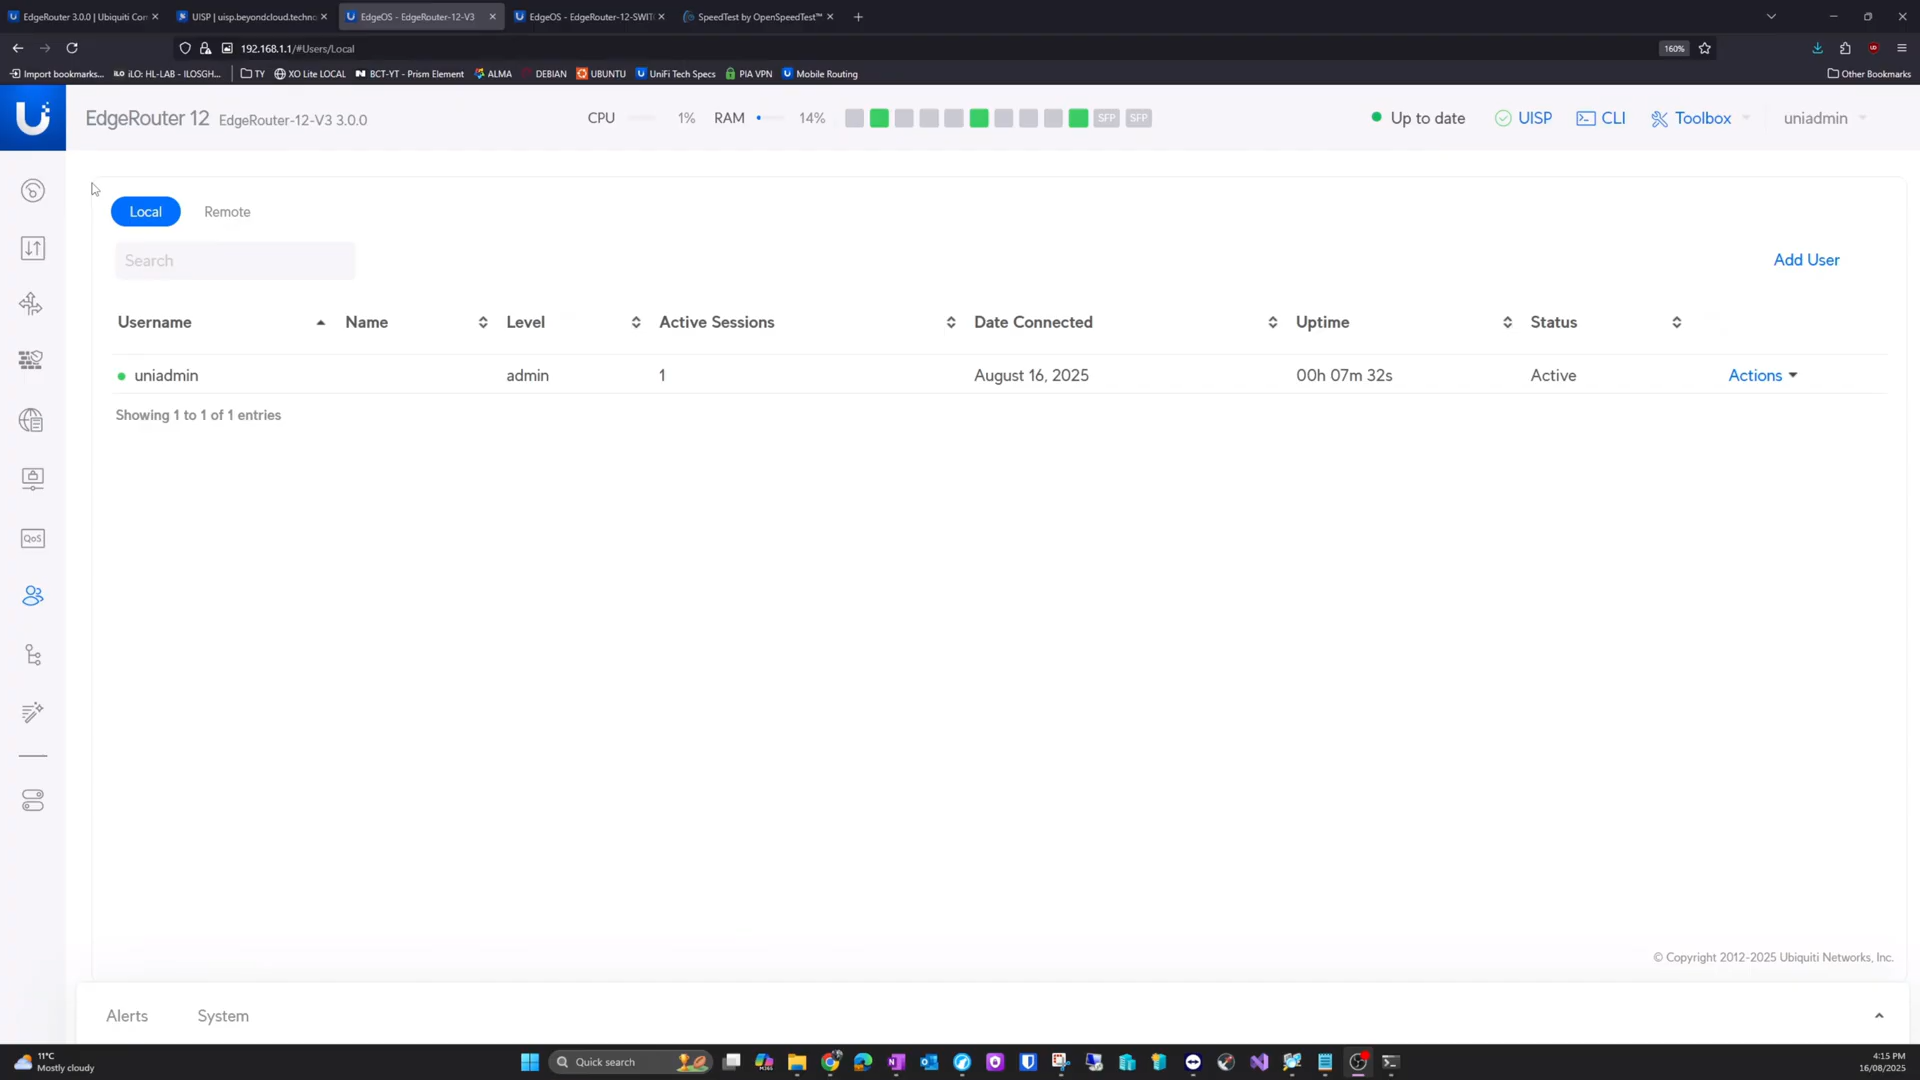 EdgeRouter 3.0.0 | Ubiquiti Cor
UISP | uisp.beyondcloud.techno
EdgeOS - EdgeRouter-12-V3
EdgeOS - EdgeRouter-12-SWIT
SpeedTest by OpenSpeedTest™
192.168.1.1/#Users/Local
160%
Import bookmarks...
iLO: HL-LAB - ILOSGH...
TY
XO Lite LOCAL
BCT-YT - Prism Element
ALMA
DEBIAN
UBUNTU
UniFi Tech Specs
PIA VPN
Mobile Routing
Other Bookmarks
EdgeRouter 12 EdgeRouter-12-V3 3.0.0
CPU 1% RAM 14%
SFP SFP
Up to date
UISP
CLI
Toolbox
uniadmin
Local Remote
Search
Add User
Username Name Level Active Sessions Date Connected Uptime Status
uniadmin admin 1 August 16, 2025 00h 07m 32s Active Actions
Showing 1 to 1 of 1 entries
QoS
© Copyright 2012-2025 Ubiquiti Networks, Inc.
Alerts System
11°C
Mostly cloudy
Quick search
4:15 PM
16/08/2025